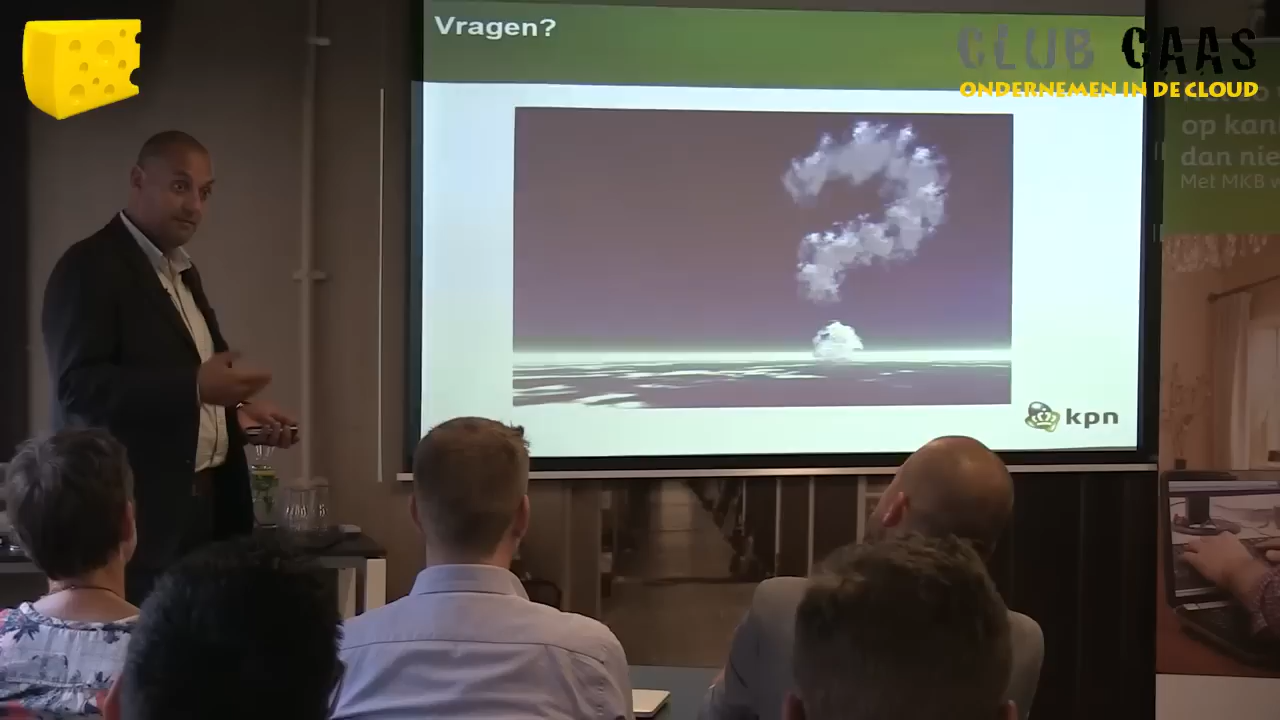 Vragen?
CLUB CAAS
ONDERNEMEN IN DE CLOUD
op kan
dan nie
Met MKB
kpn